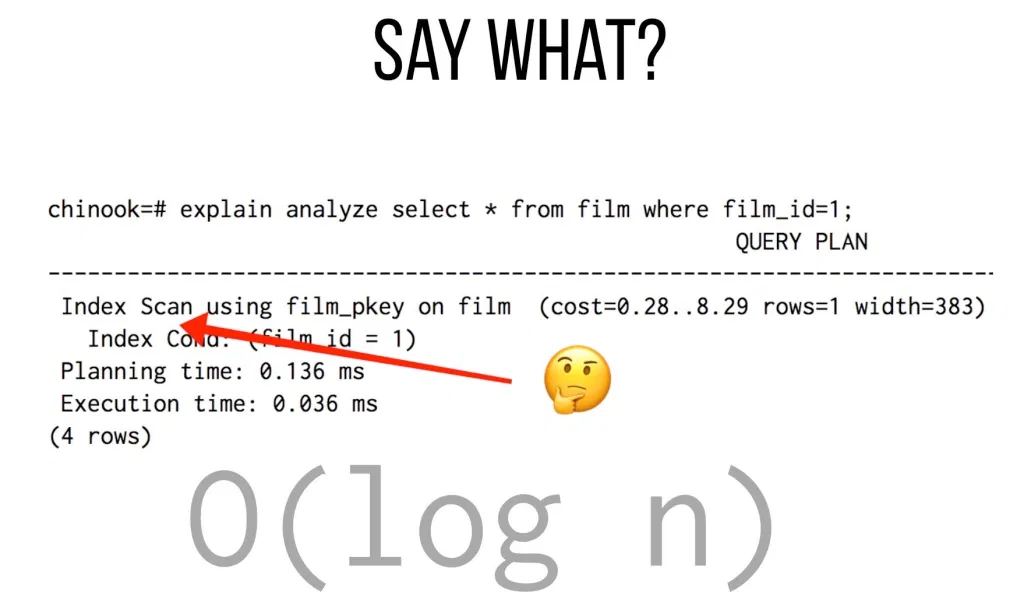 SAY WHAT?
chinook=# explain analyze select * from film where film_id=1;
QUERY PLAN
-----------------------------------------------------------------------
Index Scan using film_pkey on film (cost=0.28..8.29 rows=1 width=383)
Index Cond: (film_id = 1)
Planning time: 0.136 ms
Execution time: 0.036 ms
(4 rows)
O(log n)